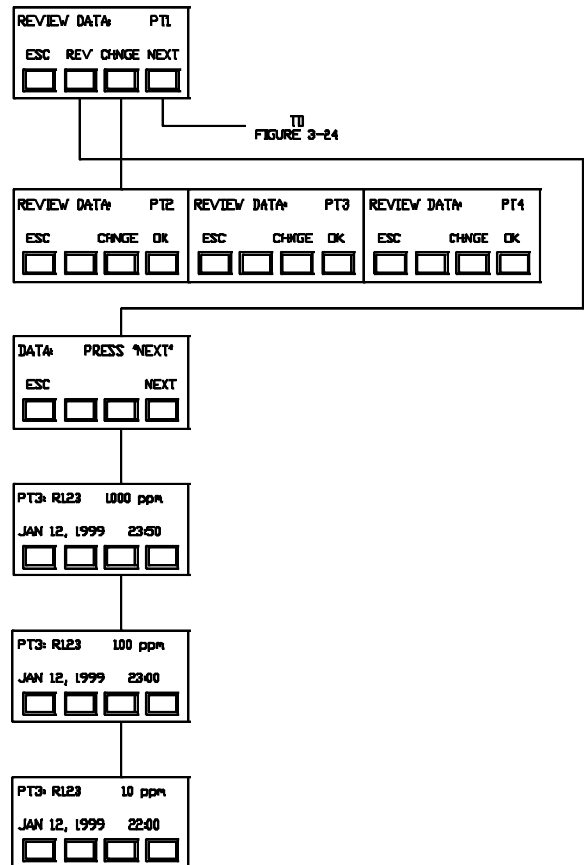 REVIEW DATA: PT1
ESC REV CHNGE NEXT
TO
FIGURE 3-24
REVIEW DATA: PT2
ESC CHNGE OK
REVIEW DATA: PT3
ESC CHNGE OK
REVIEW DATA: PT4
ESC CHNGE OK
DATA: PRESS "NEXT"
ESC NEXT
PT3: R123 1000 ppm
JAN 12, 1999 23:50
PT3: R123 100 ppm
JAN 12, 1999 23:00
PT3: R123 10 ppm
JAN 12, 1999 22:00